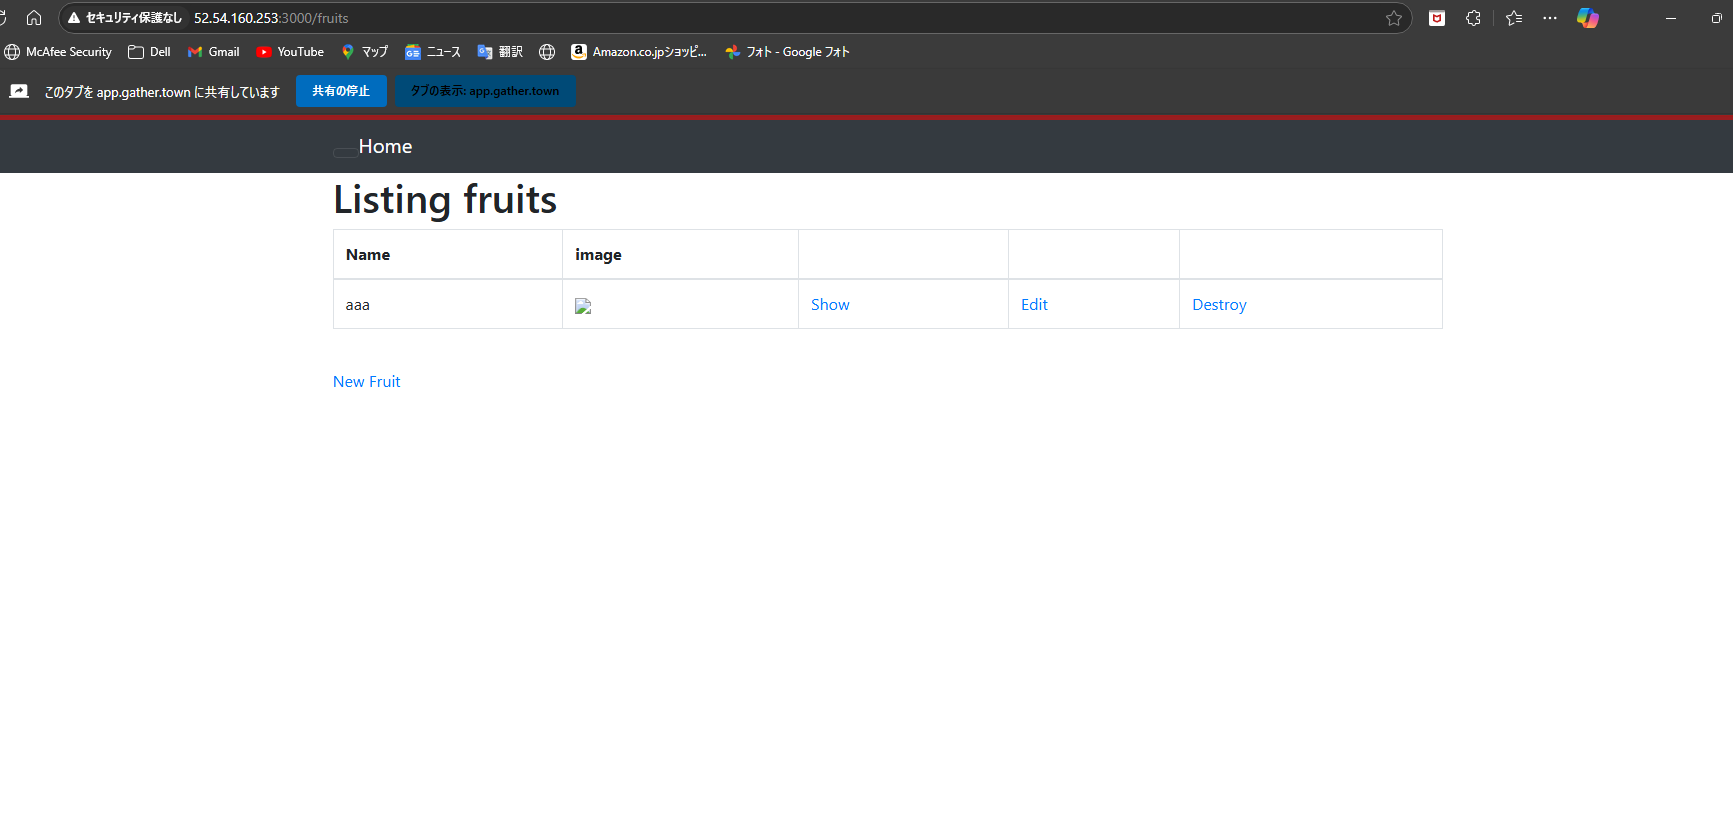 セキュリティ保護なし 52.54.160.253:3000/fruits
McAfee Security Dell Gmail YouTube マップ ニュース 翻訳 Amazon.co.jpショッピ... フォト - Google フォト
このタブを app.gather.town に共有しています 共有の停止 タブの表示: app.gather.town
Home
Listing fruits
Name image
aaa Show Edit Destroy
New Fruit